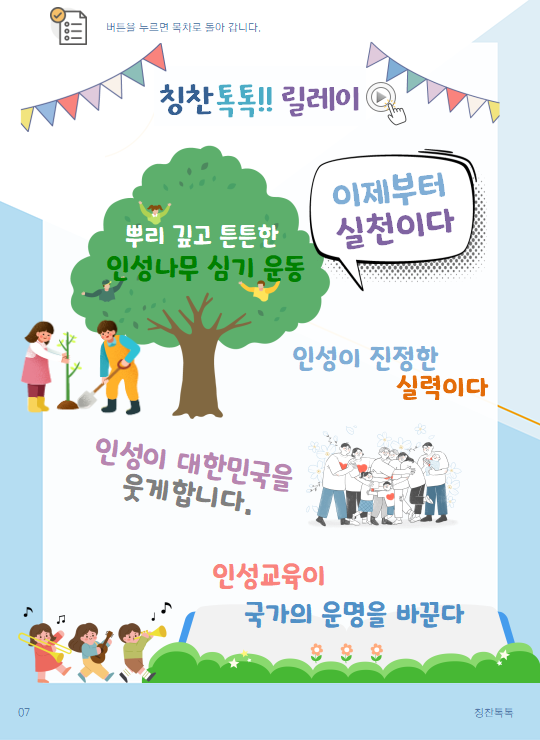 버튼을 누르면 목차로 돌아 갑니다.
칭찬톡톡!! 릴레이
이제부터
실천이다
뿌리 깊고 튼튼한
인성나무 심기 운동
인성이 진정한
실력이다
인성이 대한민국을
웃게합니다.
인성교육이
국가의 운명을 바꾼다
07
칭찬톡톡